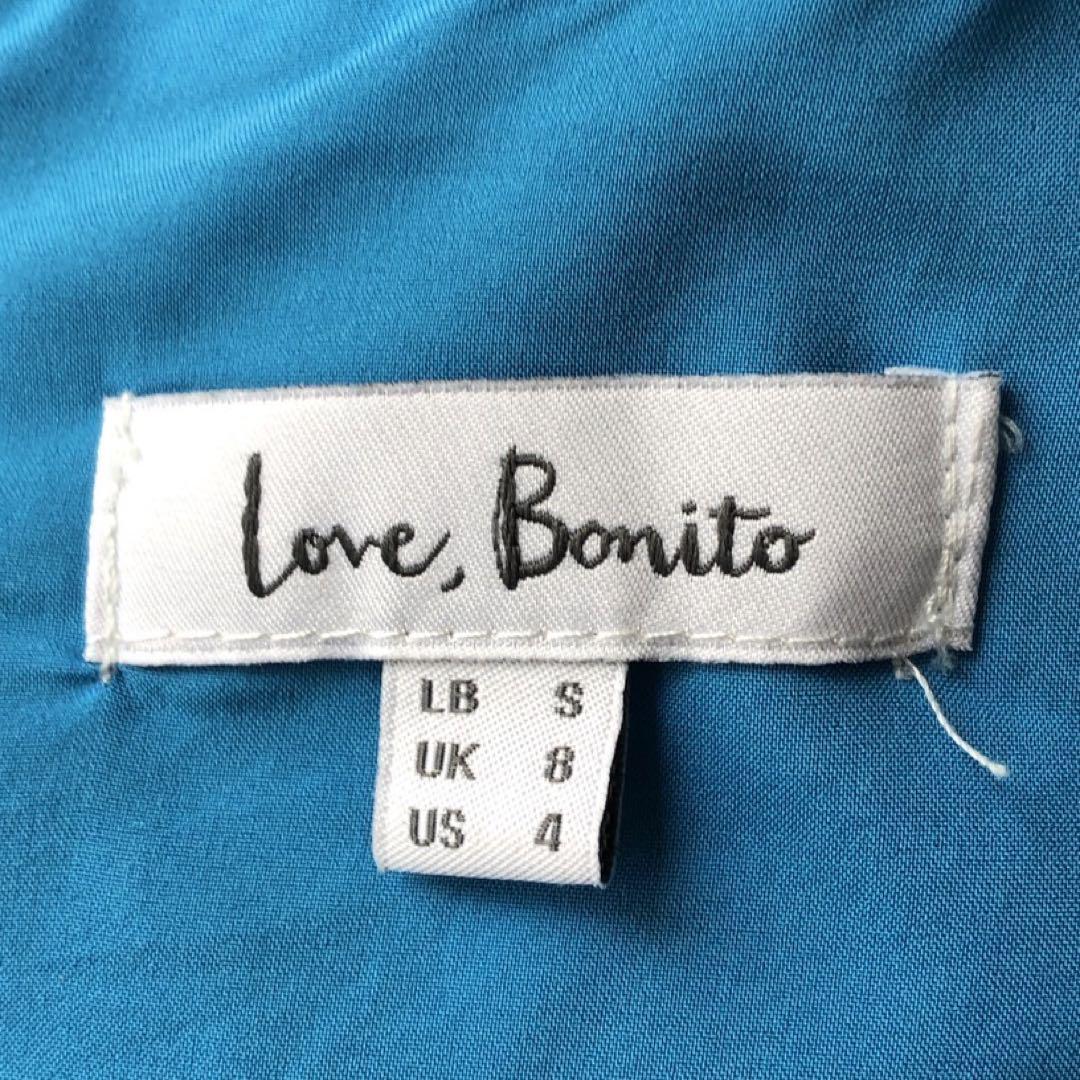 Love, Bonito
LB S
UK 8
US 4